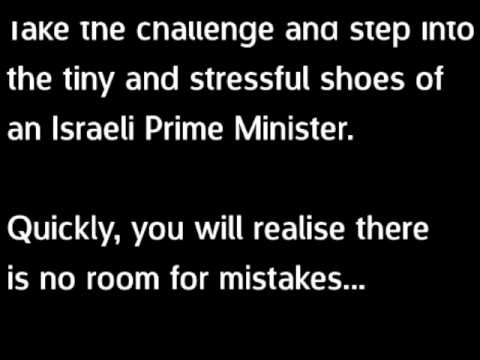 Take the challenge and step into
the tiny and stressful shoes of
an Israeli Prime Minister.
Quickly, you will realise there
is no room for mistakes...